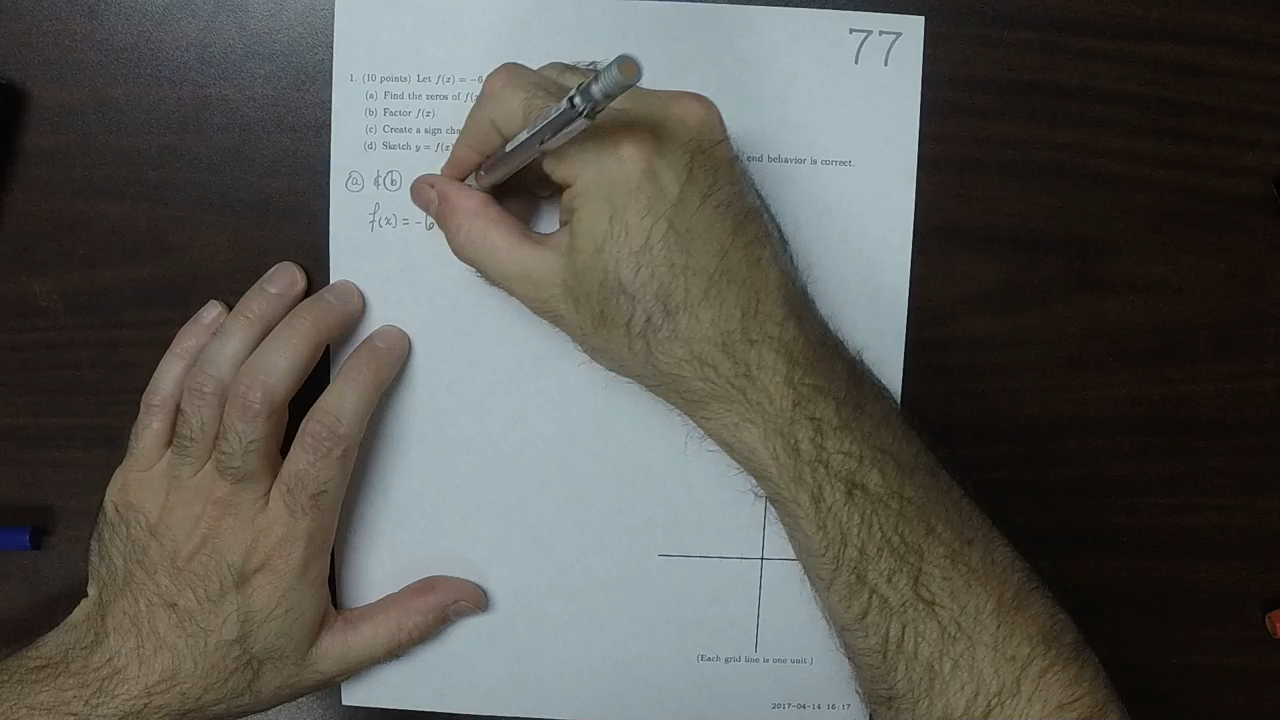 77
1. (10 points) Let f(x) = −6
(a) Find the zeros of f(x
(b) Factor f(x).
(c) Create a sign cha
(d) Sketch y = f(x end behavior is correct.
(a) & (b)
f(x) = -6
(Each grid line is one unit.)
2017-04-14 16:17